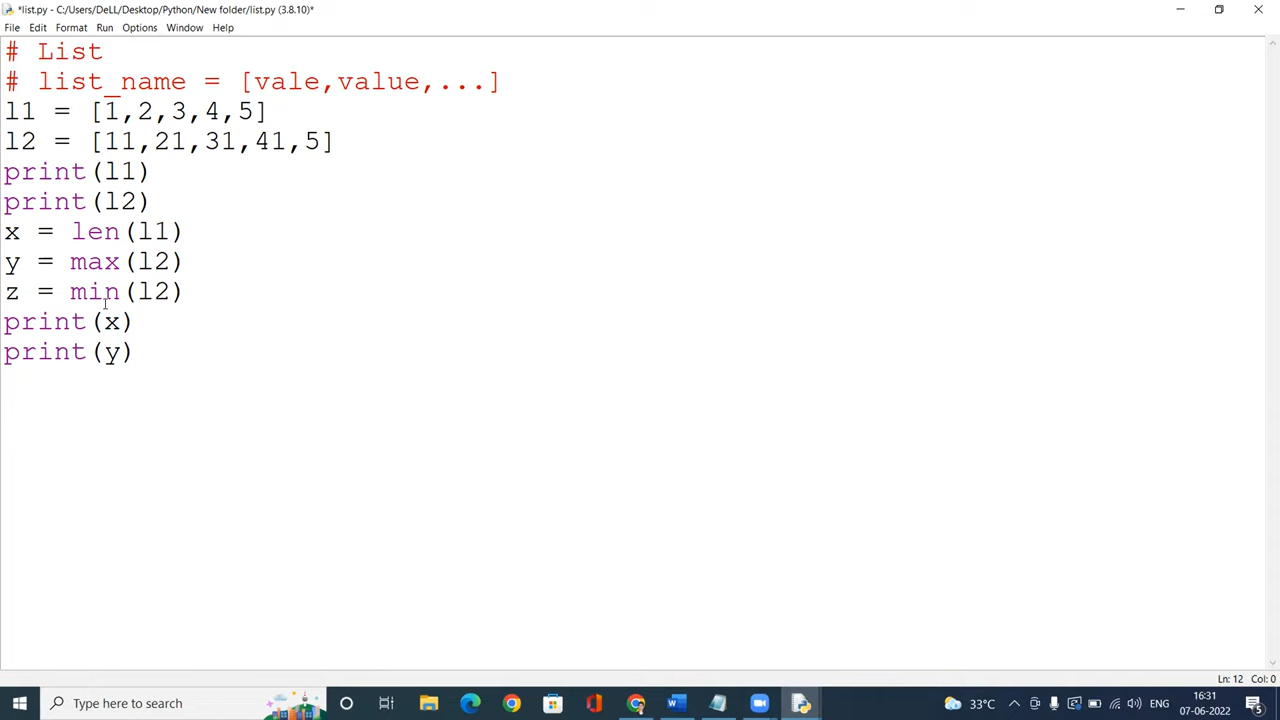 *list.py - C:/Users/DeLL/Desktop/Python/New folder/list.py (3.8.10)*
File Edit Format Run Options Window Help
# List
# list_name = [vale,value,...]
l1 = [1,2,3,4,5]
l2 = [11,21,31,41,5]
print(l1)
print(l2)
x = len(l1)
y = max(l2)
z = min(l2)
print(x)
print(y)
Ln: 12 Col: 0
Type here to search
33°C
ENG
16:31
07-06-2022
5